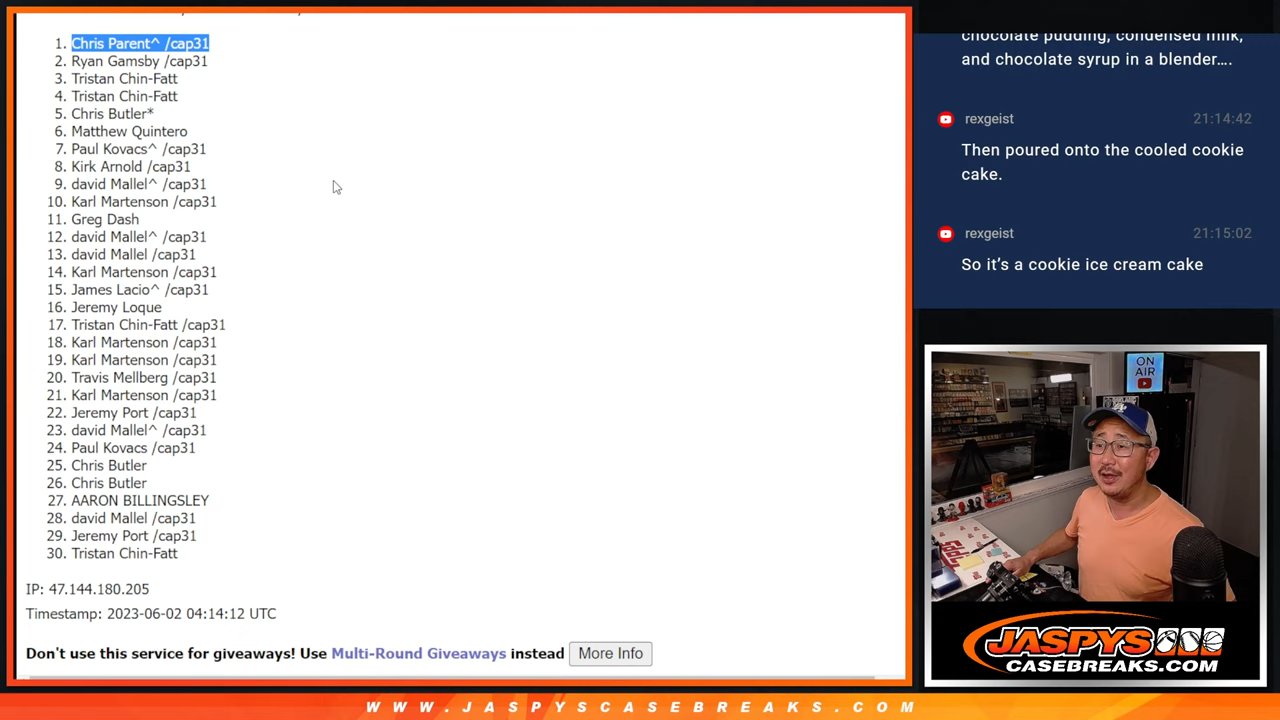 1. Chris Parent^ /cap31
2. Ryan Gamsby /cap31
3. Tristan Chin-Fatt
4. Tristan Chin-Fatt
5. Chris Butler*
6. Matthew Quintero
7. Paul Kovacs^ /cap31
8. Kirk Arnold /cap31
9. david Mallel^ /cap31
10. Karl Martenson /cap31
11. Greg Dash
12. david Mallel^ /cap31
13. david Mallel /cap31
14. Karl Martenson /cap31
15. James Lacio^ /cap31
16. Jeremy Loque
17. Tristan Chin-Fatt /cap31
18. Karl Martenson /cap31
19. Karl Martenson /cap31
20. Travis Mellberg /cap31
21. Karl Martenson /cap31
22. Jeremy Port /cap31
23. david Mallel^ /cap31
24. Paul Kovacs /cap31
25. Chris Butler
26. Chris Butler
27. AARON BILLINGSLEY
28. david Mallel /cap31
29. Jeremy Port /cap31
30. Tristan Chin-Fatt
IP: 47.144.180.205
Timestamp: 2023-06-02 04:14:12 UTC
Don't use this service for giveaways! Use Multi-Round Giveaways instead More Info
chocolate pudding, condensed milk,
and chocolate syrup in a blender....
rexgeist 21:14:42
Then poured onto the cooled cookie
cake.
rexgeist 21:15:02
So it's a cookie ice cream cake
ON
AIR
JASPYS
CASEBREAKS.COM
WWW.JASPYSCASEBREAKS.COM